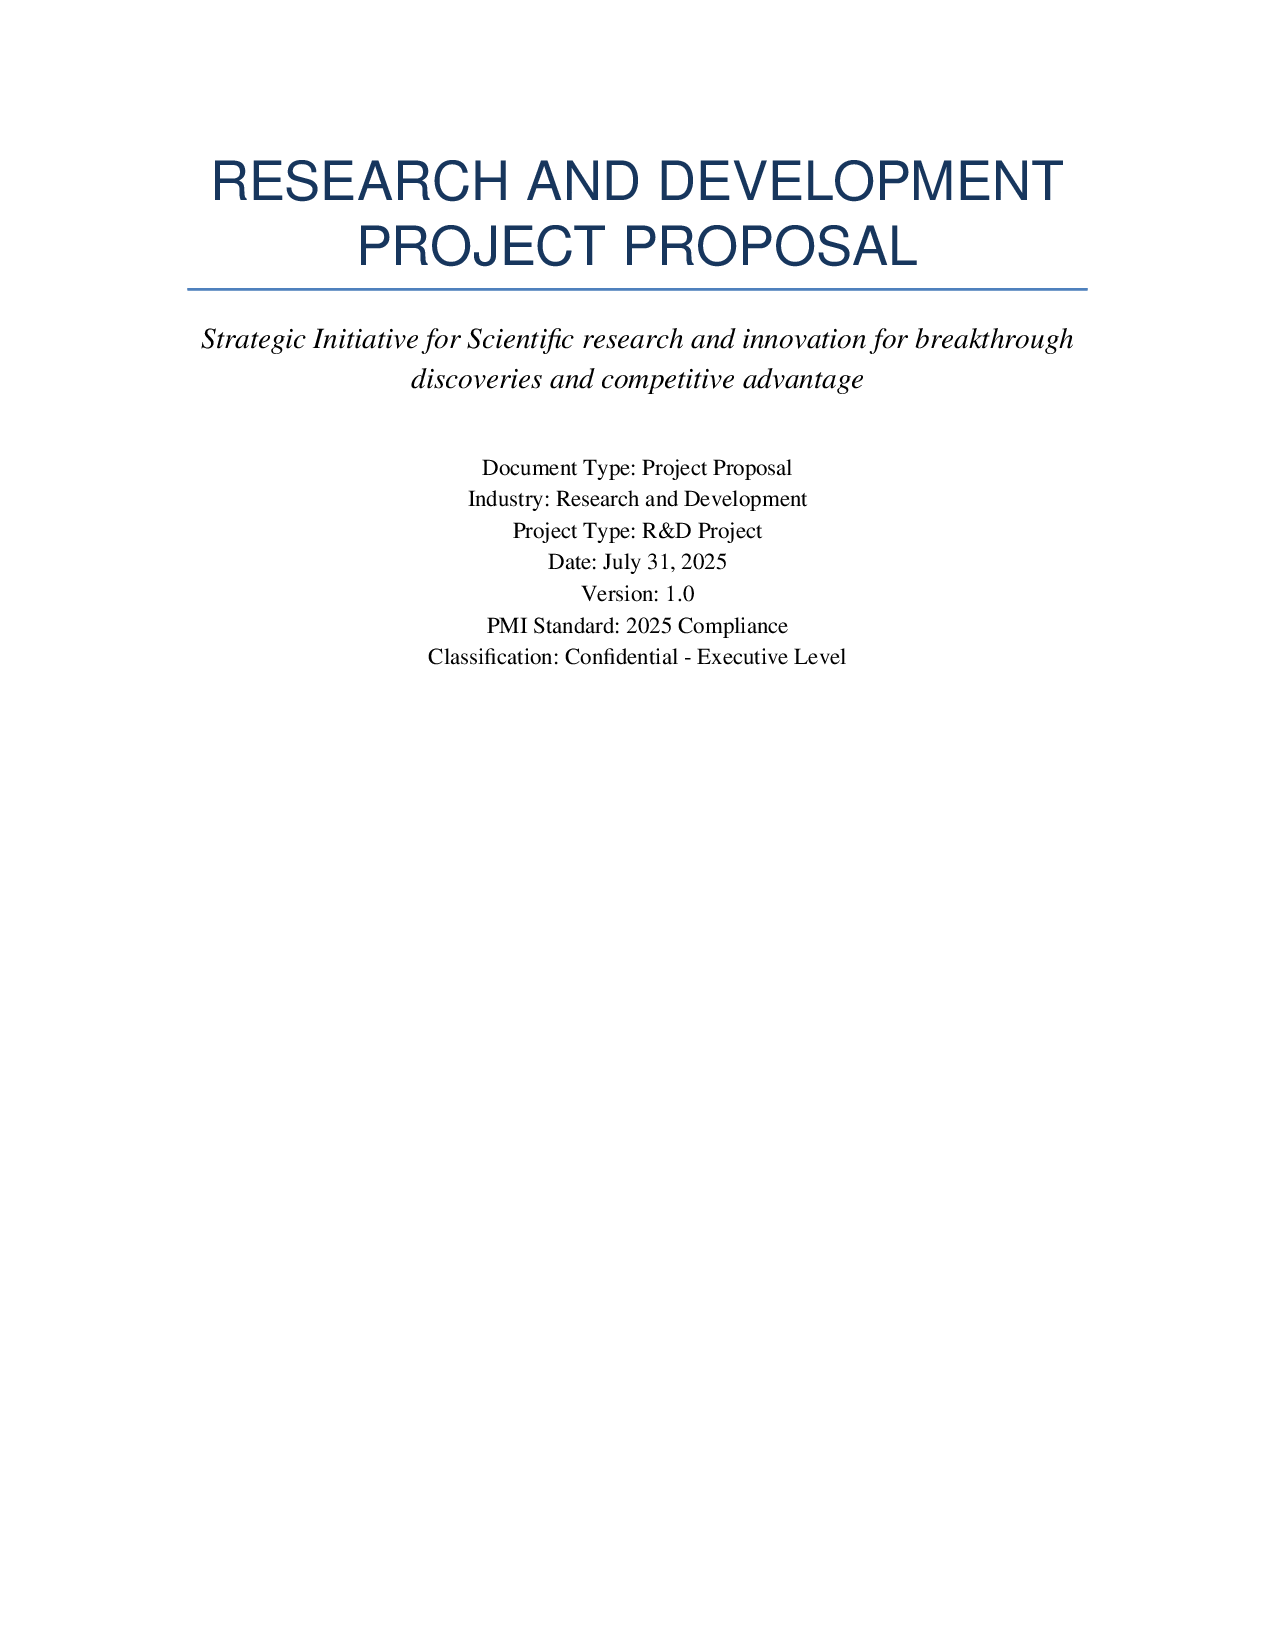 RESEARCH AND DEVELOPMENT
PROJECT PROPOSAL
Strategic Initiative for Scientific research and innovation for breakthrough
discoveries and competitive advantage
Document Type: Project Proposal
Industry: Research and Development
Project Type: R&D Project
Date: July 31, 2025
Version: 1.0
PMI Standard: 2025 Compliance
Classification: Confidential - Executive Level